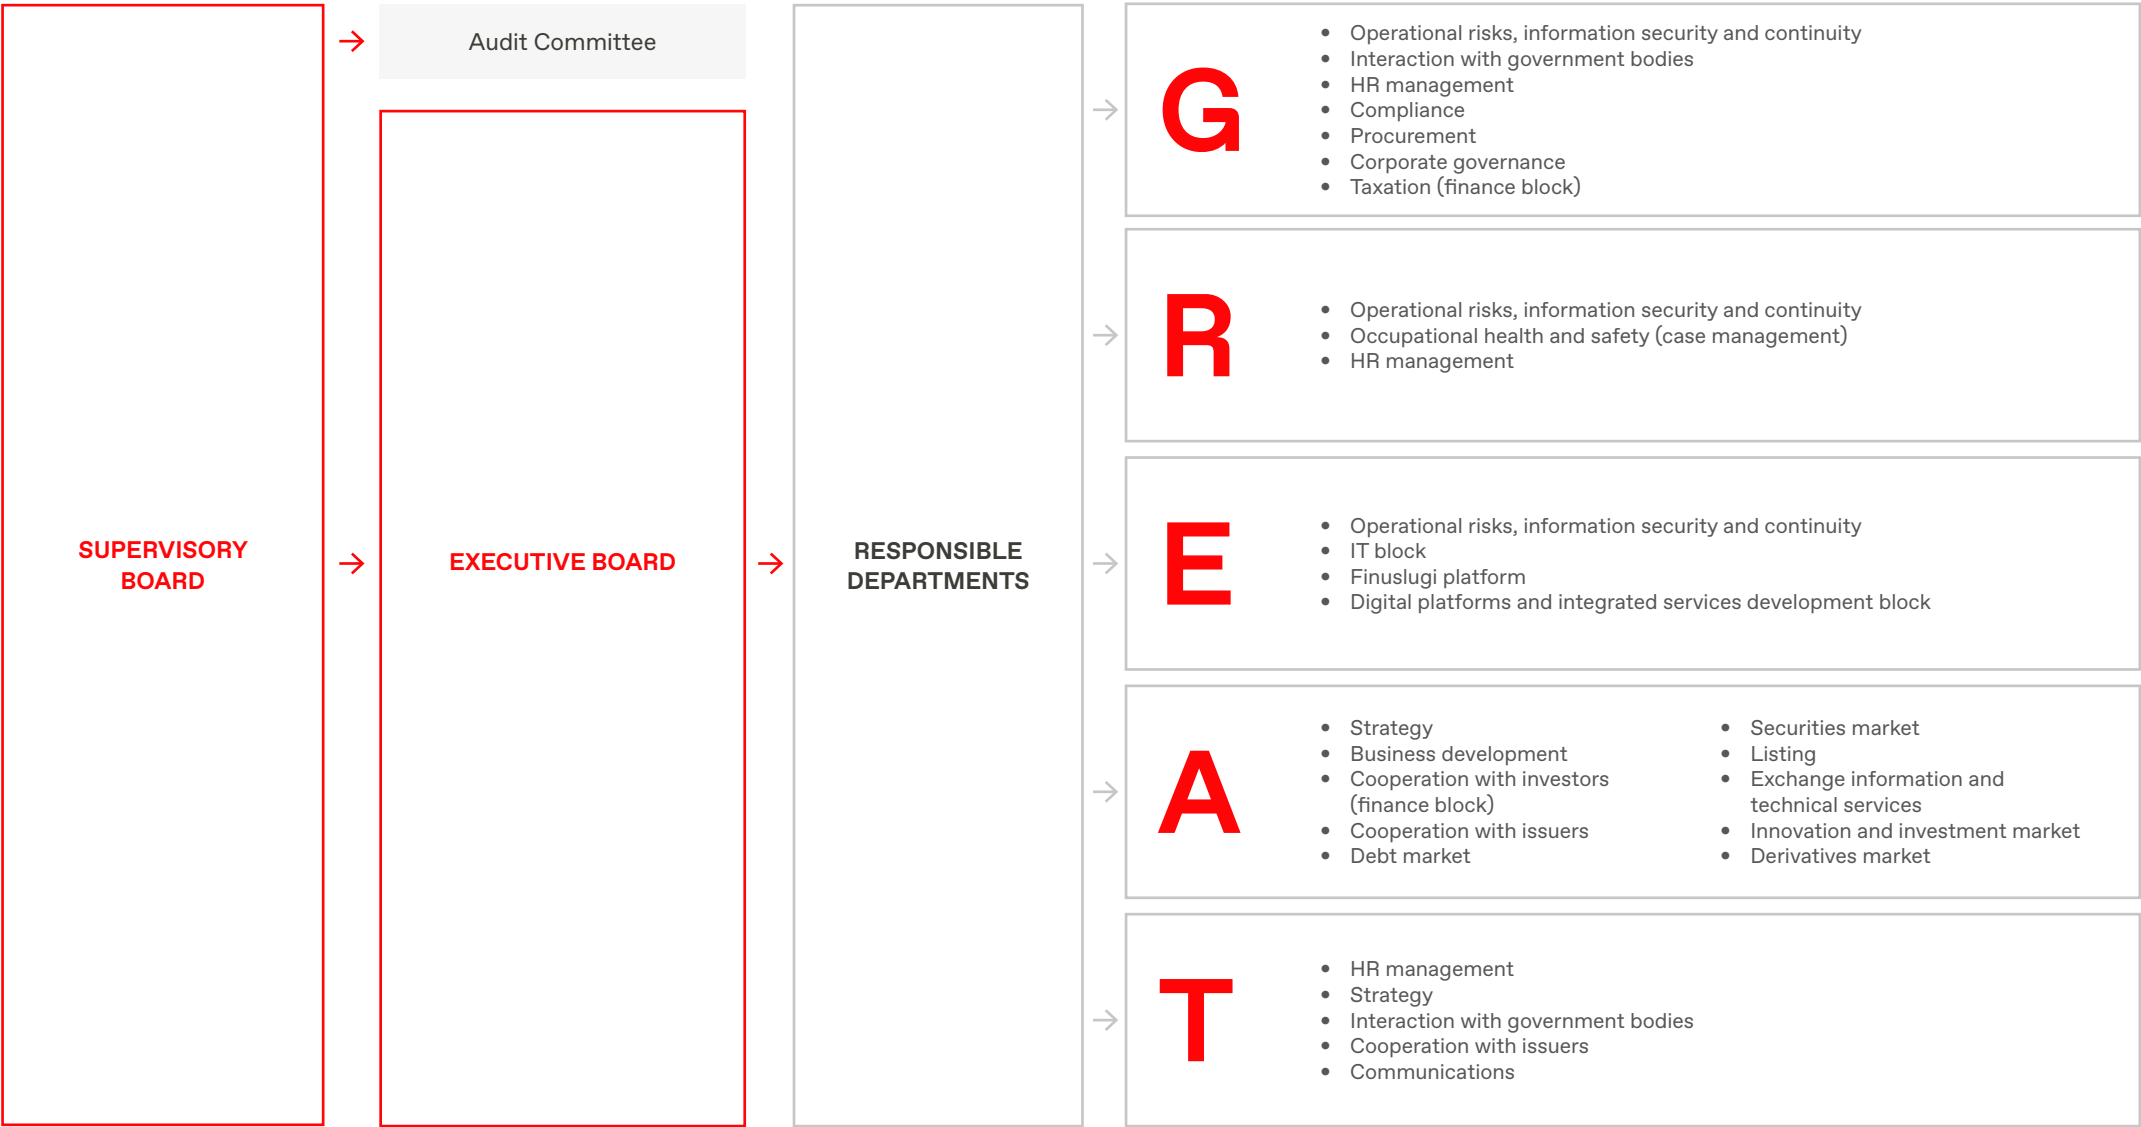 Audit Committee
SUPERVISORY
BOARD
EXECUTIVE BOARD
RESPONSIBLE
DEPARTMENTS
G
• Operational risks, information security and continuity
• Interaction with government bodies
• HR management
• Compliance
• Procurement
• Corporate governance
• Taxation (finance block)
R
• Operational risks, information security and continuity
• Occupational health and safety (case management)
• HR management
E
• Operational risks, information security and continuity
• IT block
• Finuslugi platform
• Digital platforms and integrated services development block
A
• Strategy
• Business development
• Cooperation with investors
(finance block)
• Cooperation with issuers
• Debt market
• Securities market
• Listing
• Exchange information and
technical services
• Innovation and investment market
• Derivatives market
T
• HR management
• Strategy
• Interaction with government bodies
• Cooperation with issuers
• Communications